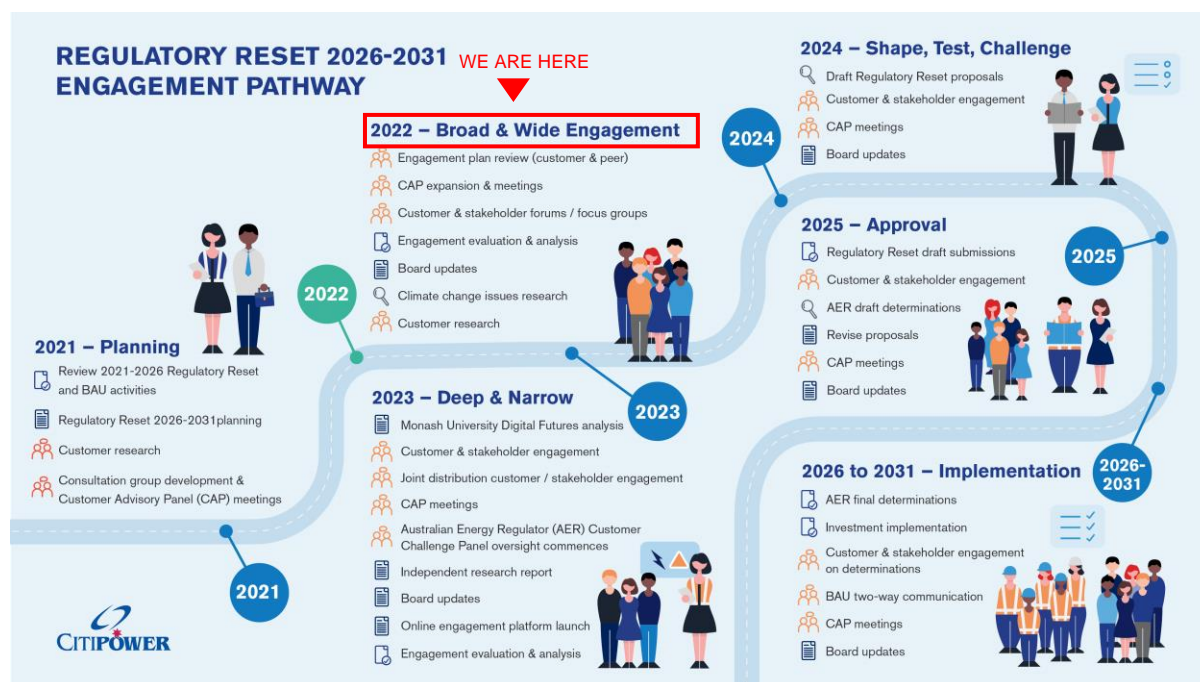 REGULATORY RESET 2026-2031
ENGAGEMENT PATHWAY
WE ARE HERE
2021 – Planning
Review 2021-2026 Regulatory Reset
and BAU activities
Regulatory Reset 2026-2031planning
Customer research
Consultation group development &
Customer Advisory Panel (CAP) meetings
2021
CITIPOWER
2022 – Broad & Wide Engagement
Engagement plan review (customer & peer)
CAP expansion & meetings
Customer & stakeholder forums / focus groups
Engagement evaluation & analysis
Board updates
Climate change issues research
Customer research
2022
2023 – Deep & Narrow
Monash University Digital Futures analysis
Customer & stakeholder engagement
Joint distribution customer / stakeholder engagement
CAP meetings
Australian Energy Regulator (AER) Customer
Challenge Panel oversight commences
Independent research report
Board updates
Online engagement platform launch
Engagement evaluation & analysis
2023
2024 – Shape, Test, Challenge
Draft Regulatory Reset proposals
Customer & stakeholder engagement
CAP meetings
Board updates
2024
2025 – Approval
Regulatory Reset draft submissions
Customer & stakeholder engagement
AER draft determinations
Revise proposals
CAP meetings
Board updates
2025
2026 to 2031 – Implementation
AER final determinations
Investment implementation
Customer & stakeholder engagement
on determinations
BAU two-way communication
CAP meetings
Board updates
2026-
2031